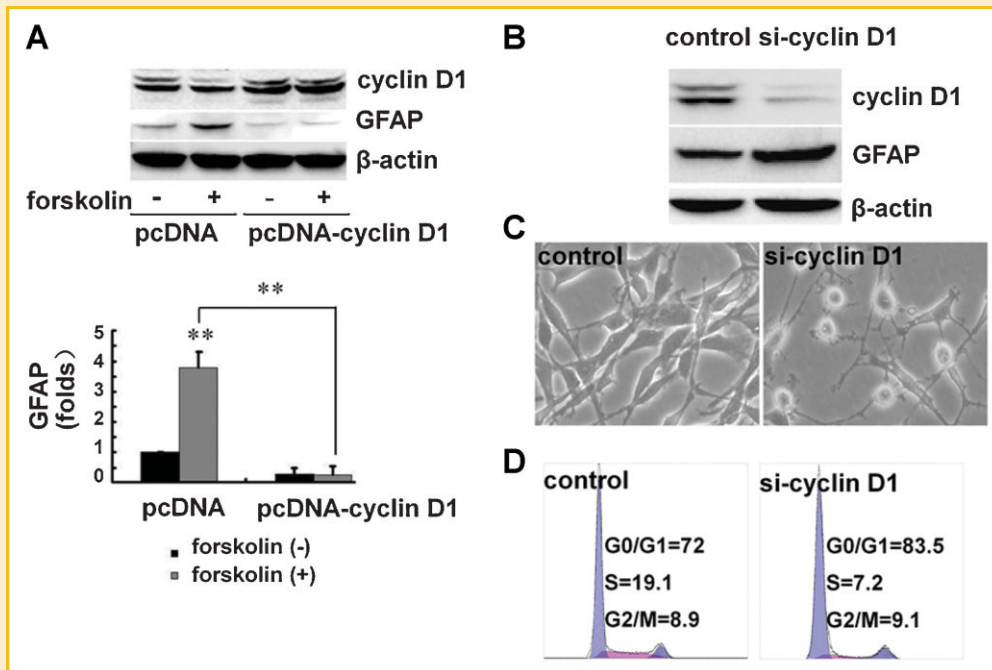 A
cyclin D1
GFAP
β-actin
forskolin - + - +
pcDNA pcDNA-cyclin D1
**
**
GFAP
(folds)
5
4
3
2
1
0
pcDNA pcDNA-cyclin D1
forskolin (-)
forskolin (+)
B
control si-cyclin D1
cyclin D1
GFAP
β-actin
C
control
si-cyclin D1
D
control
G0/G1=72
S=19.1
G2/M=8.9
si-cyclin D1
G0/G1=83.5
S=7.2
G2/M=9.1